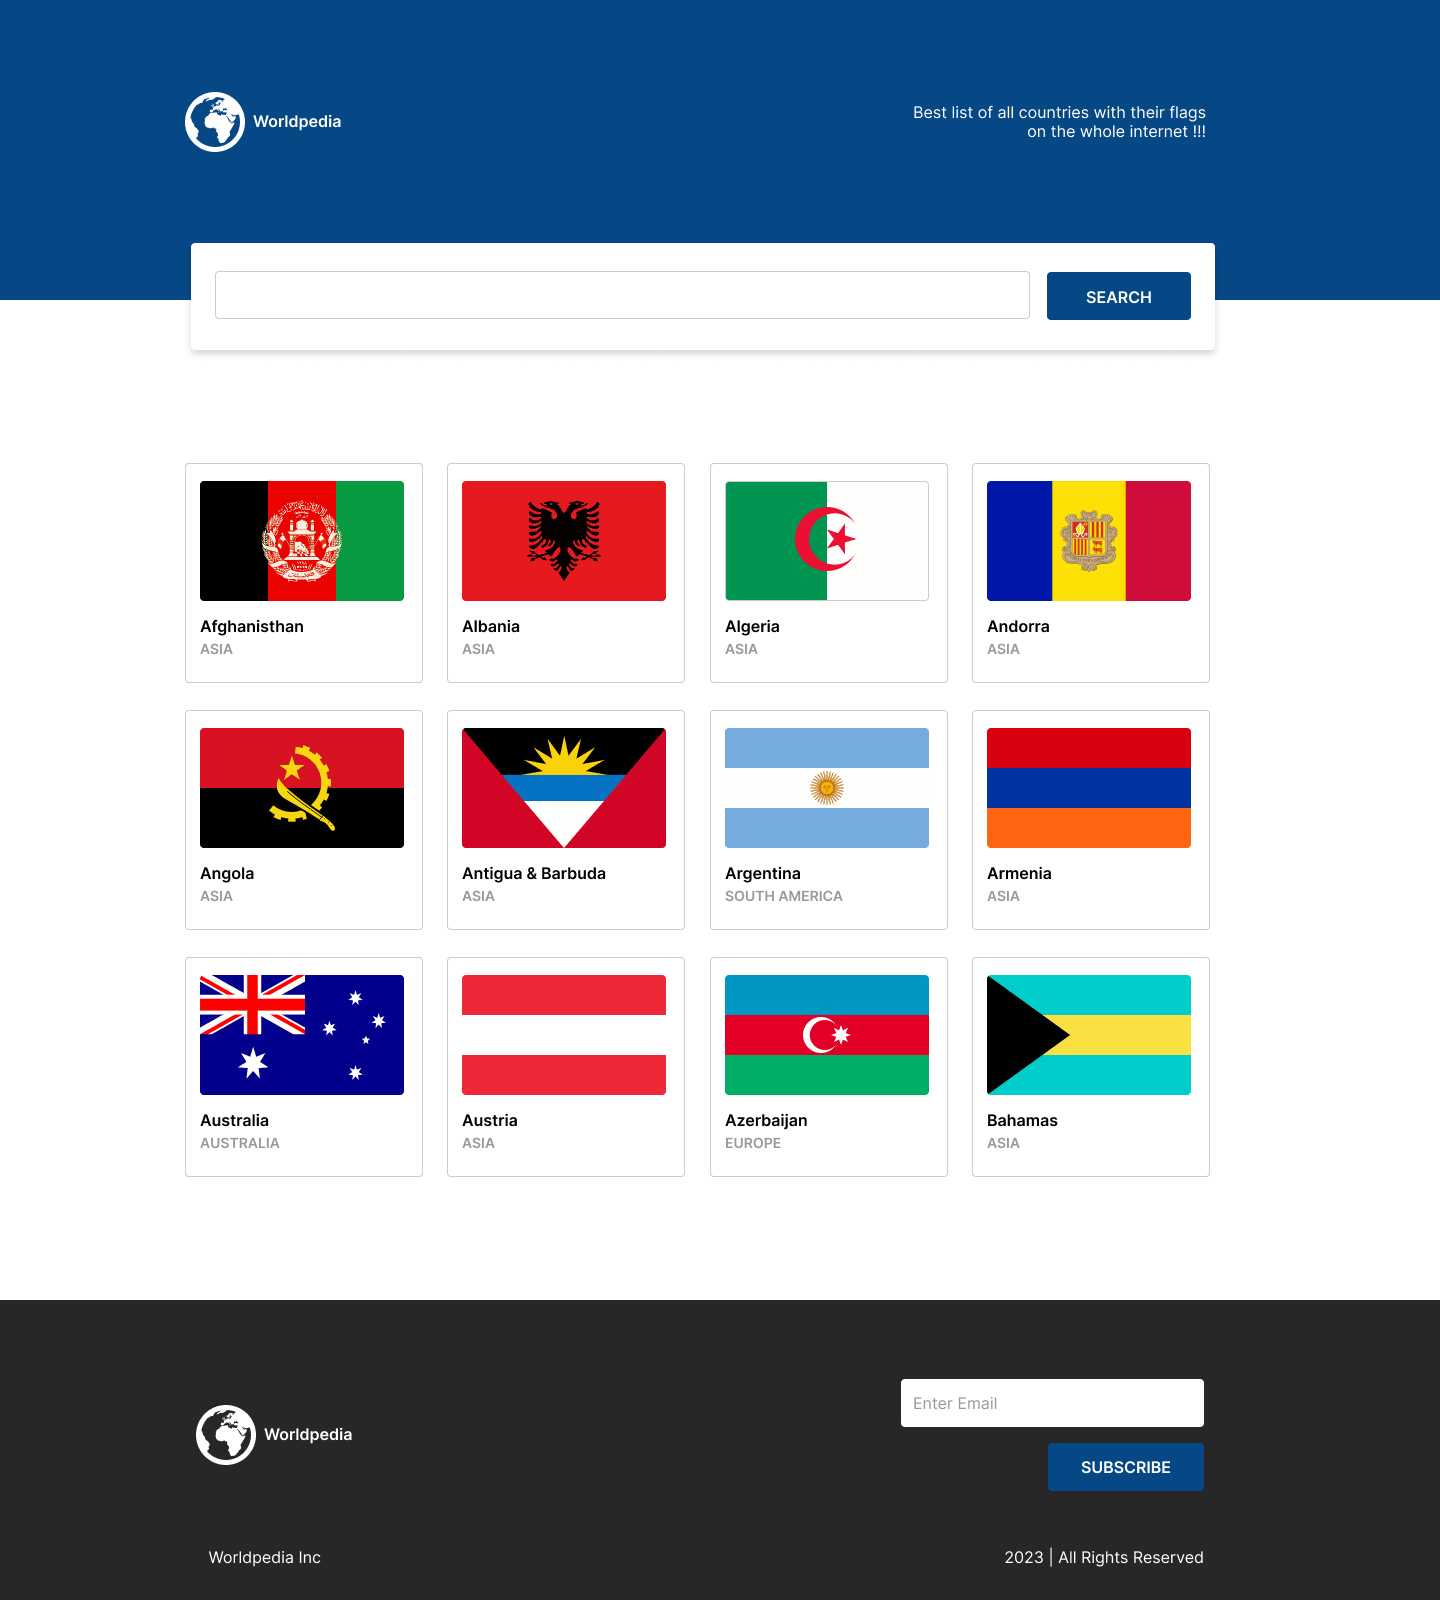 Worldpedia
Best list of all countries with their flags
on the whole internet !!!
SEARCH
Afghanisthan
ASIA
Albania
ASIA
Algeria
ASIA
Andorra
ASIA
Angola
ASIA
Antigua & Barbuda
ASIA
Argentina
SOUTH AMERICA
Armenia
ASIA
Australia
AUSTRALIA
Austria
ASIA
Azerbaijan
EUROPE
Bahamas
ASIA
Worldpedia
Enter Email
SUBSCRIBE
Worldpedia Inc
2023 | All Rights Reserved